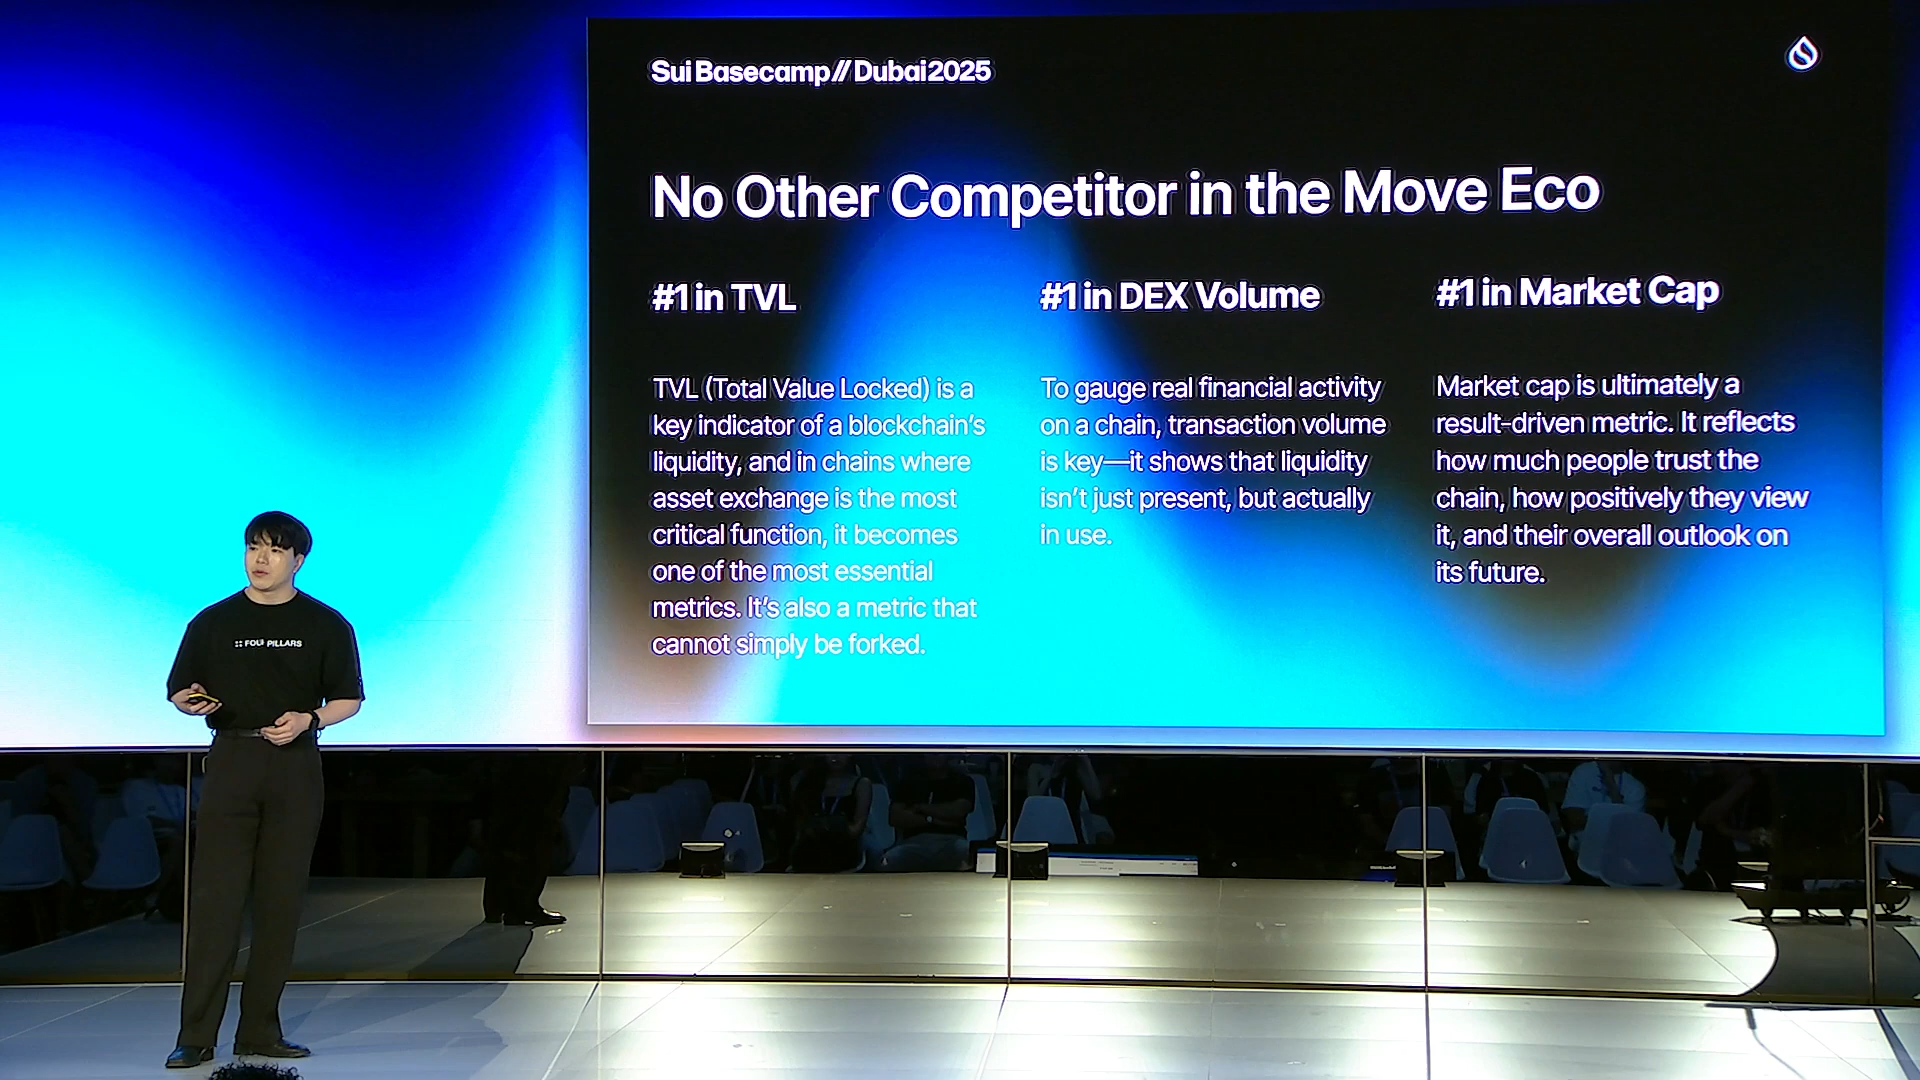 Sui Basecamp // Dubai 2025
No Other Competitor in the Move Eco
#1 in TVL
TVL (Total Value Locked) is a
key indicator of a blockchain's
liquidity, and in chains where
asset exchange is the most
critical function, it becomes
one of the most essential
metrics. It's also a metric that
cannot simply be forked.
#1 in DEX Volume
To gauge real financial activity
on a chain, transaction volume
is key—it shows that liquidity
isn't just present, but actually
in use.
#1 in Market Cap
Market cap is ultimately a
result-driven metric. It reflects
how much people trust the
chain, how positively they view
it, and their overall outlook on
its future.
FOUR PILLARS